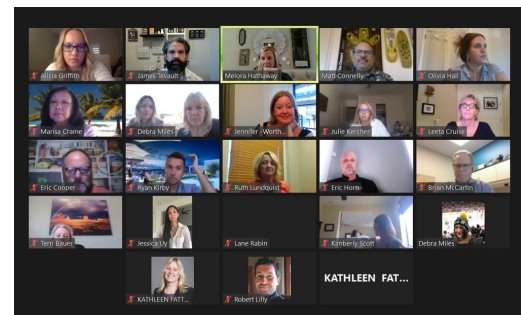 Alicia Griffith
James Tevault
Melora Hathaway
Matt Connelly
Olivia Hall
Marisa Crame
Debra Miles
Jennifer -Worth...
Julie Kercher
Leeta Cruise
Eric Cooper
Ryan Kirby
Ruth Lundquist
Eric Horn
Brian McCartin
Terri Bauer
Jessica Uy
Lane Rabin
Kimberly Scott
Debra Miles
KATHLEEN FATT...
Robert Lilly
KATHLEEN FAT...